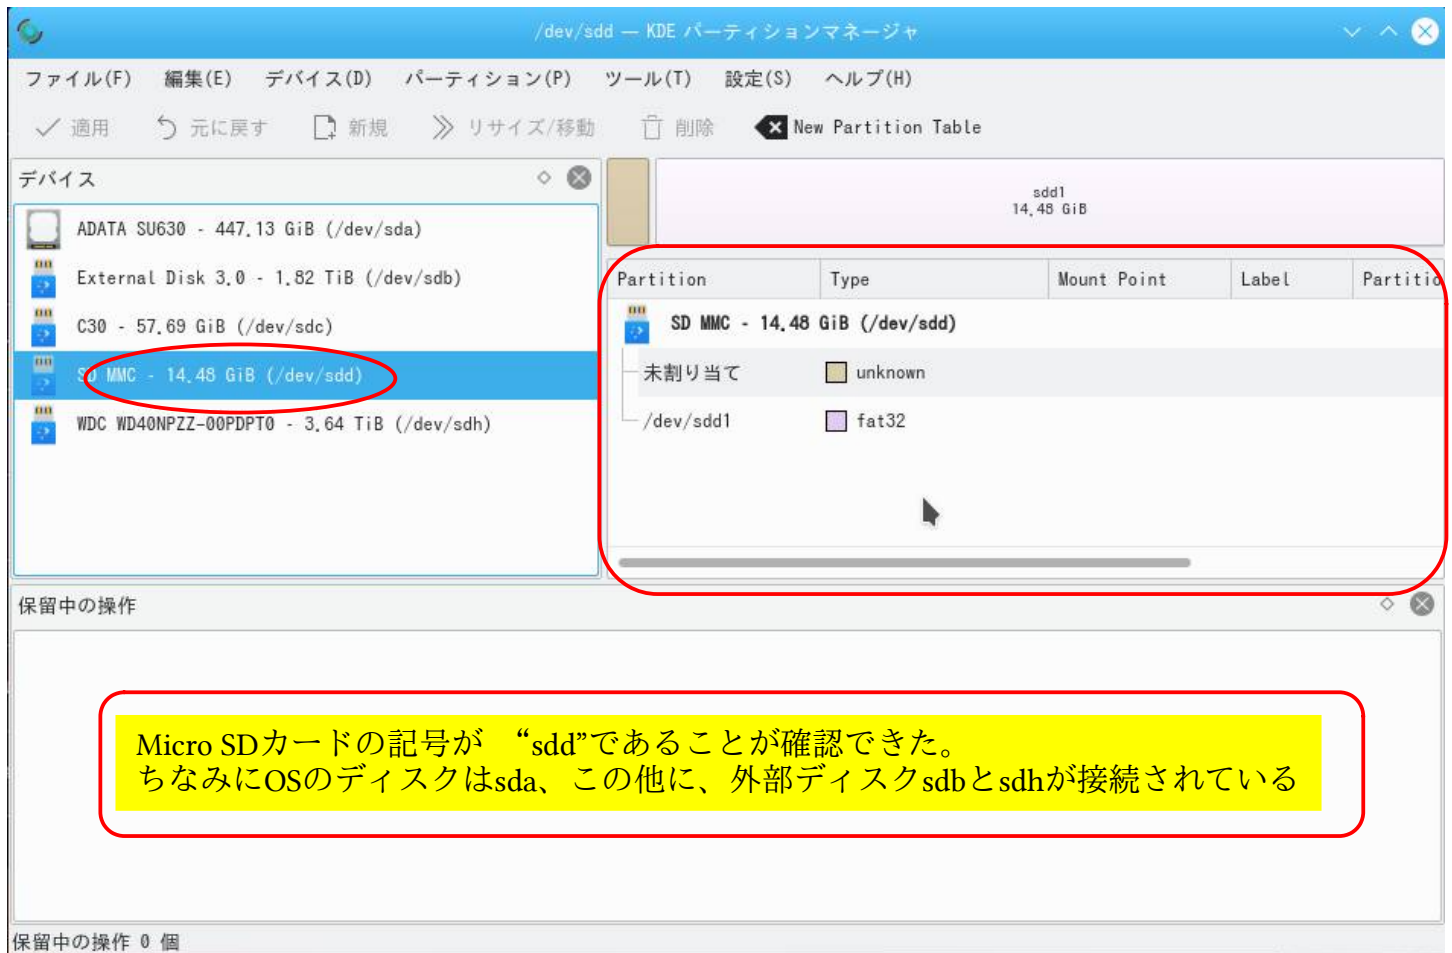 /dev/sdd — KDE パーティションマネージャ
ファイル(F) 編集(E) デバイス(D) パーティション(P) ツール(T) 設定(S) ヘルプ(H)
適用 元に戻す 新規 リサイズ/移動 削除 New Partition Table
デバイス
ADATA SU630 - 447.13 GiB (/dev/sda)
External Disk 3.0 - 1.82 TiB (/dev/sdb)
C30 - 57.69 GiB (/dev/sdc)
SD MMC - 14.48 GiB (/dev/sdd)
WDC WD40NPZZ-00PDPT0 - 3.64 TiB (/dev/sdh)
sdd1
14.48 GiB
Partition Type Mount Point Label Partitio
SD MMC - 14.48 GiB (/dev/sdd)
未割り当て unknown
/dev/sdd1 fat32
保留中の操作
Micro SDカードの記号が “sdd”であることが確認できた。
ちなみにOSのディスクはsda、この他に、外部ディスクsdbとsdhが接続されている
保留中の操作 0 個